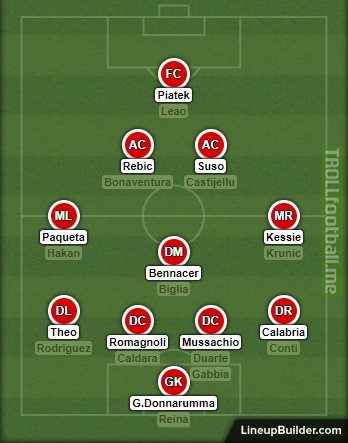 FC
Piatek
Leao
AC
AC
Rebic
Suso
Bonaventura
Castijellu
ML
MR
Paqueta
Kessie
Hakan
Krunic
DM
Bennacer
Biglia
DL
DC
DC
DR
Theo
Romagnoli
Mussachio
Calabria
Rodriguez
Caldara
Duarte
Conti
Gabbia
GK
G.Donnarumma
Reina
TROLLfootball.me
LineupBuilder.com